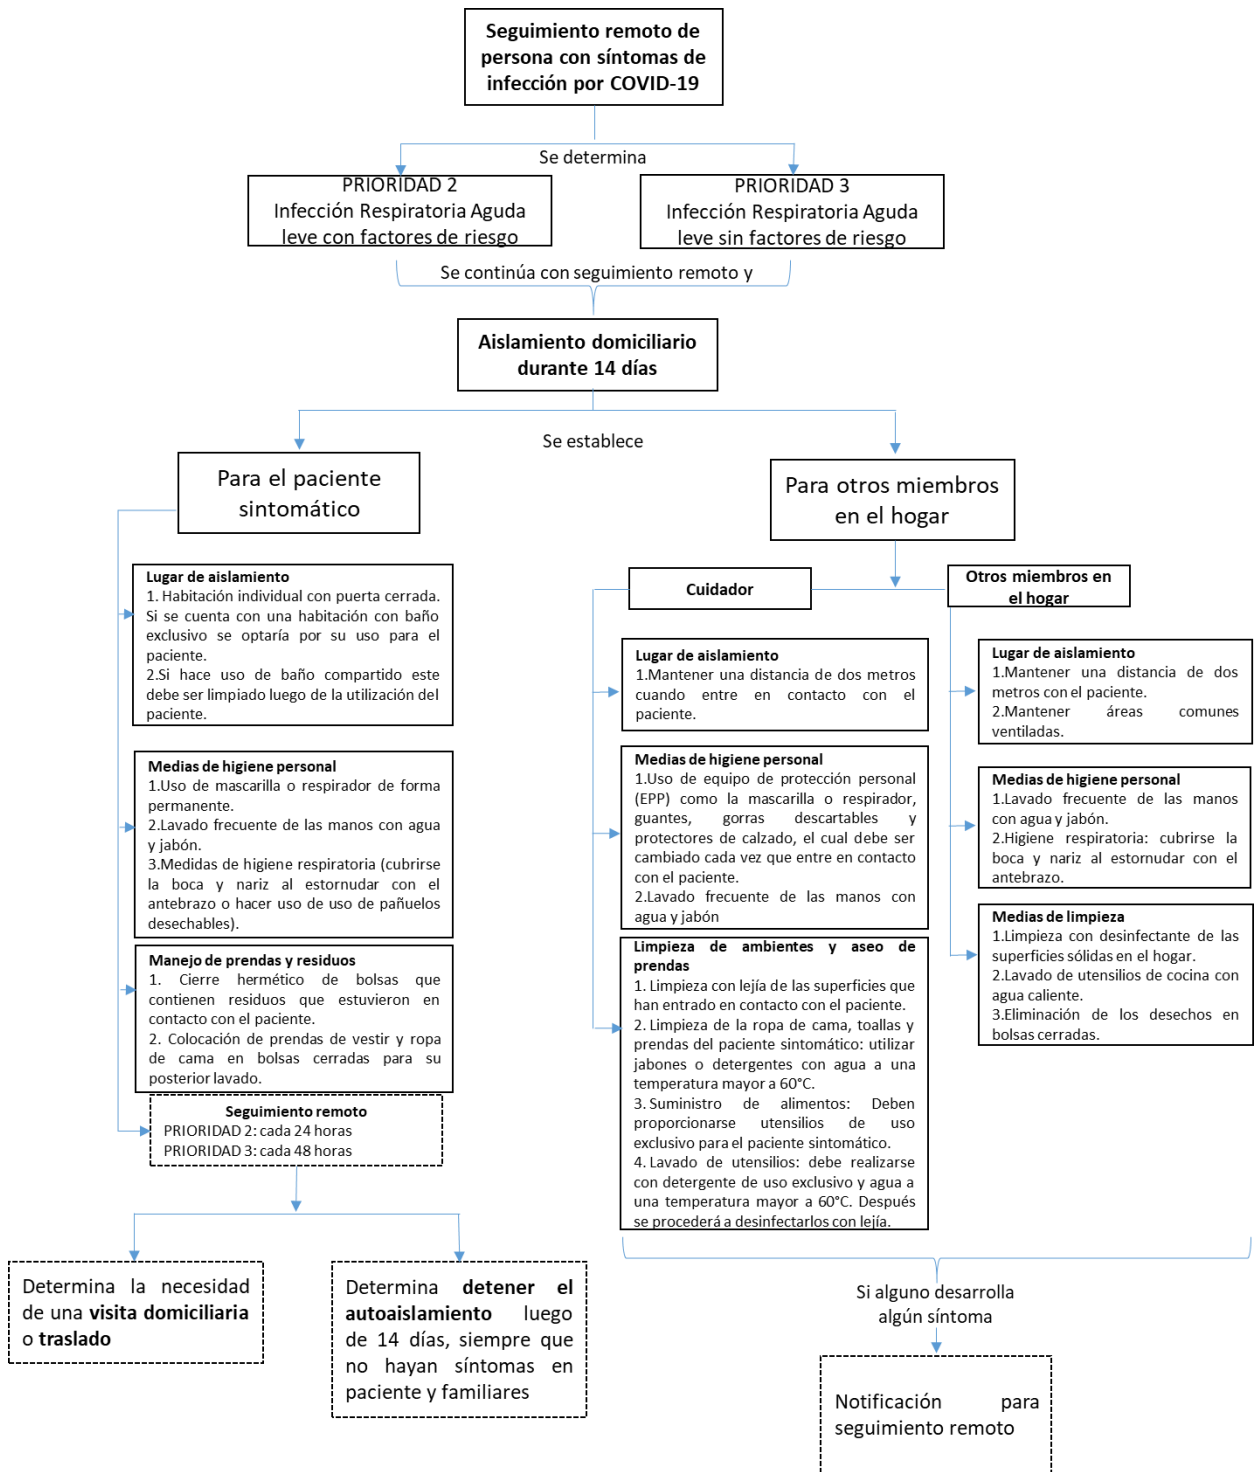 Seguimiento remoto de
persona con síntomas de
infección por COVID-19
Se determina
PRIORIDAD 2
Infección Respiratoria Aguda
leve con factores de riesgo
PRIORIDAD 3
Infección Respiratoria Aguda
leve sin factores de riesgo
Se continúa con seguimiento remoto y
Aislamiento domiciliario
durante 14 días
Se establece
Para el paciente
sintomático
Lugar de aislamiento
1. Habitación individual con puerta cerrada.
Si se cuenta con una habitación con baño
exclusivo se optaría por su uso para el
paciente.
2.Si hace uso de baño compartido este
debe ser limpiado luego de la utilización del
paciente.
Medias de higiene personal
1.Uso de mascarilla o respirador de forma
permanente.
2.Lavado frecuente de las manos con agua
y jabón.
3.Medidas de higiene respiratoria (cubrirse
la boca y nariz al estornudar con el
antebrazo o hacer uso de uso de pañuelos
desechables).
Manejo de prendas y residuos
1. Cierre hermético de bolsas que
contienen residuos que estuvieron en
contacto con el paciente.
2. Colocación de prendas de vestir y ropa
de cama en bolsas cerradas para su
posterior lavado.
Seguimiento remoto
PRIORIDAD 2: cada 24 horas
PRIORIDAD 3: cada 48 horas
Determina la necesidad
de una visita domiciliaria
o traslado
Determina detener el
autoaislamiento luego
de 14 días, siempre que
no hayan síntomas en
paciente y familiares
Para otros miembros
en el hogar
Cuidador
Lugar de aislamiento
1.Mantener una distancia de dos metros
cuando entre en contacto con el
paciente.
Medias de higiene personal
1.Uso de equipo de protección personal
(EPP) como la mascarilla o respirador,
guantes, gorras descartables y
protectores de calzado, el cual debe ser
cambiado cada vez que entre en contacto
con el paciente.
2.Lavado frecuente de las manos con
agua y jabón
Limpieza de ambientes y aseo de
prendas
1. Limpieza con lejía de las superficies que
han entrado en contacto con el paciente.
2. Limpieza de la ropa de cama, toallas y
prendas del paciente sintomático: utilizar
jabones o detergentes con agua a una
temperatura mayor a 60°C.
3. Suministro de alimentos: Deben
proporcionarse utensilios de uso
exclusivo para el paciente sintomático.
4. Lavado de utensilios: debe realizarse
con detergente de uso exclusivo y agua a
una temperatura mayor a 60°C. Después
se procederá a desinfectarlos con lejía.
Otros miembros en
el hogar
Lugar de aislamiento
1.Mantener una distancia de dos
metros con el paciente.
2.Mantener áreas comunes
ventiladas.
Medias de higiene personal
1.Lavado frecuente de las manos
con agua y jabón.
2.Higiene respiratoria: cubrirse la
boca y nariz al estornudar con el
antebrazo.
Medias de limpieza
1.Limpieza con desinfectante de las
superficies sólidas en el hogar.
2.Lavado de utensilios de cocina con
agua caliente.
3.Eliminación de los desechos en
bolsas cerradas.
Si alguno desarrolla
algún síntoma
Notificación para
seguimiento remoto